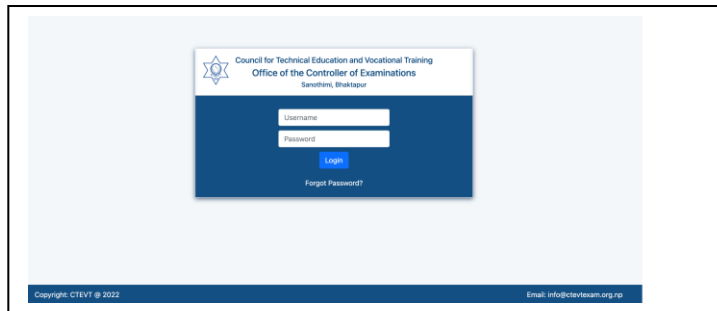 Council for Technical Education and Vocational Training
Office of the Controller of Examinations
Sanothimi, Bhaktapur
Username
Password
Login
Forgot Password?
Copyright: CTEVT @ 2022
Email: info@ctevtexam.org.np